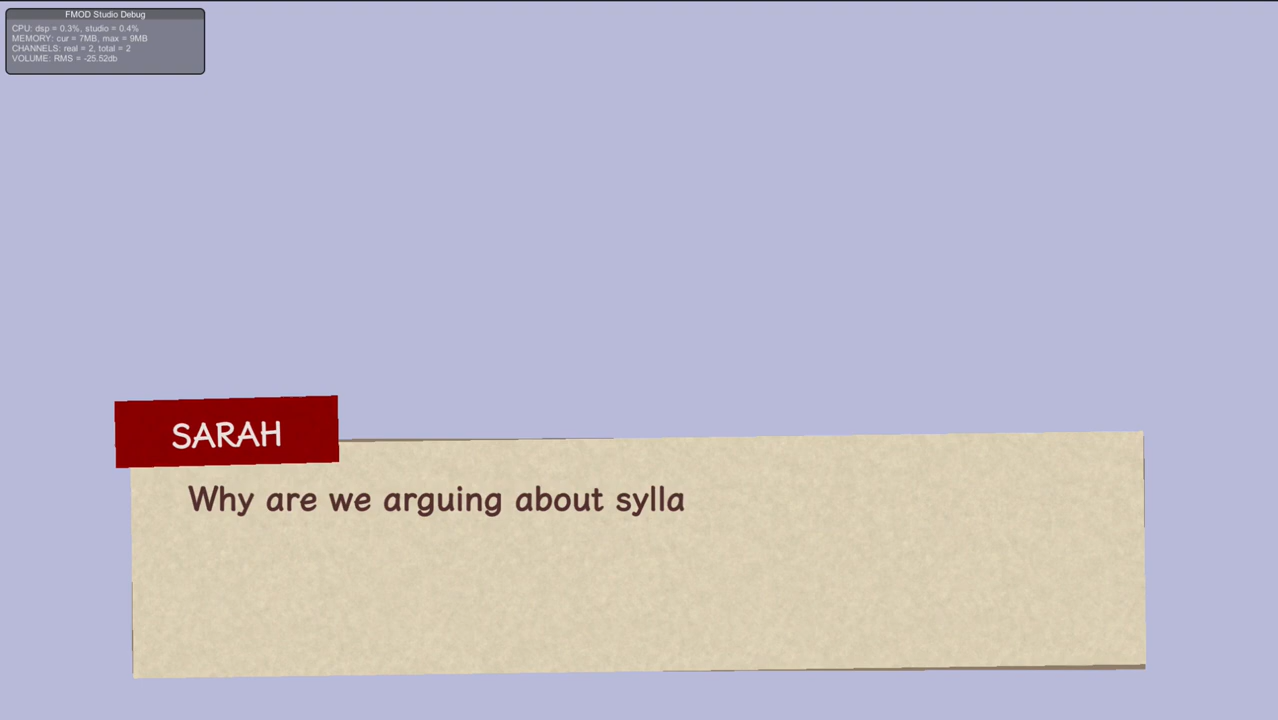 FMOD Studio Debug
CPU: dsp = 0.3%, studio = 0.4%
MEMORY: cur = 7MB, max = 9MB
CHANNELS: real = 2, total = 2
VOLUME: RMS = -25.52db
SARAH
Why are we arguing about sylla